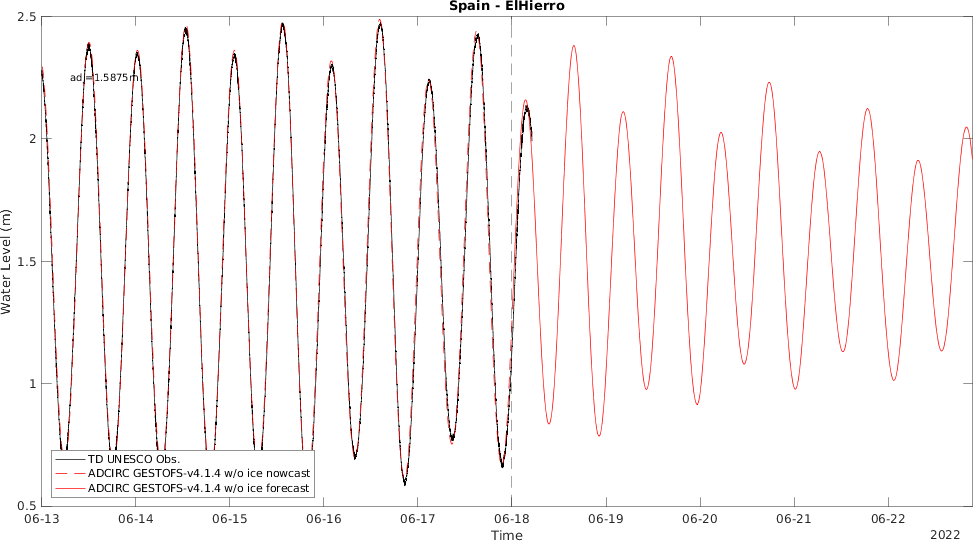 Spain - ElHierro
2.5
ad =1.5875m
2
1.5
1
0.5
Water Level (m)
TD UNESCO Obs.
ADCIRC GESTOFS-v4.1.4 w/o ice nowcast
ADCIRC GESTOFS-v4.1.4 w/o ice forecast
06-13 06-14 06-15 06-16 06-17 06-18 06-19 06-20 06-21 06-22
Time
2022